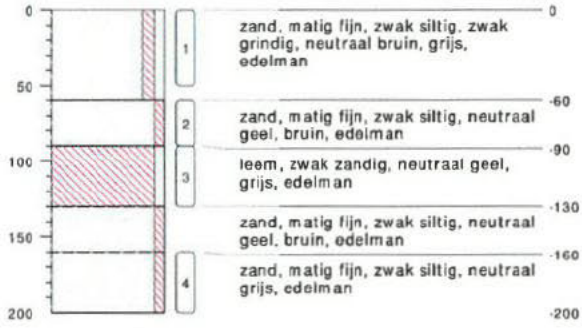 0
50
100
150
200
1
2
3
4
zand, matig fijn, zwak siltig, zwak
grindig, neutraal bruin, grijs,
edelman
zand, matig fijn, zwak siltig, neutraal
geel, bruin, edelman
leem, zwak zandig, neutraal geel,
grijs, edelman
zand, matig fijn, zwak siltig, neutraal
geel, bruin, edelman
zand, matig fijn, zwak siltig, neutraal
grijs, edelman
0
-60
-90
-130
-160
-200